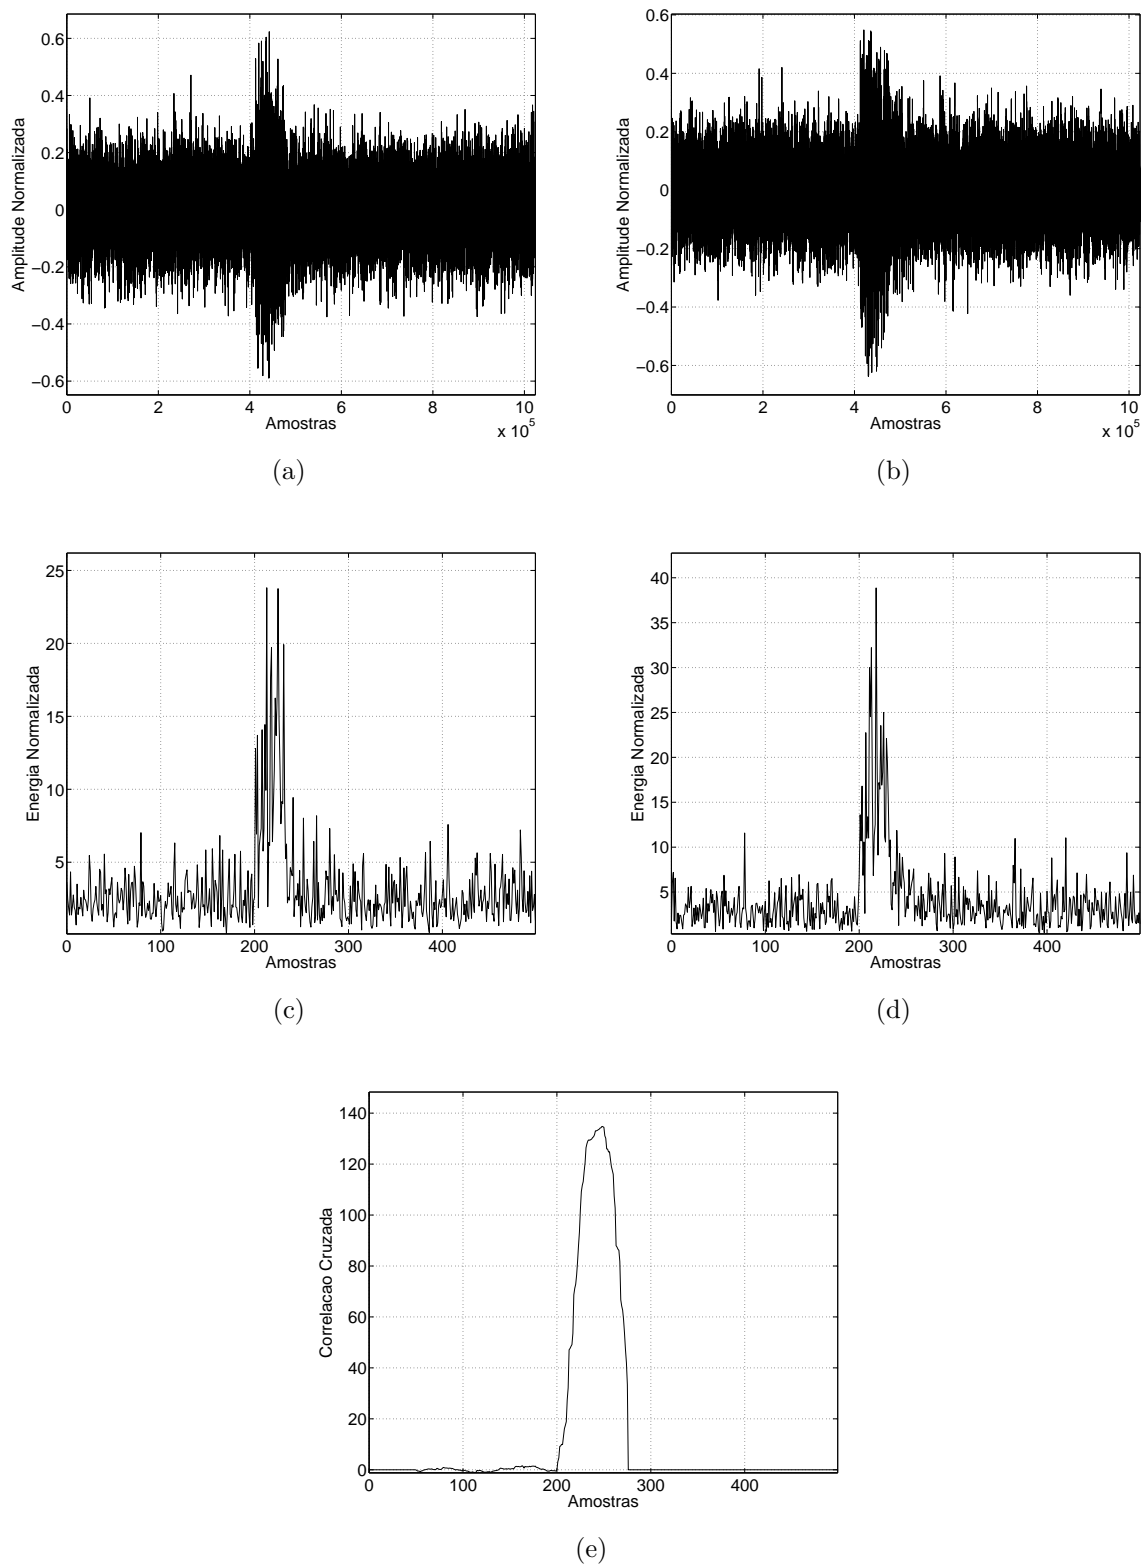 0.6
0.4
0.2
0
−0.2
−0.4
−0.6
Amplitude Normalizada
0 2 4 6 8 10
Amostras
x 10^5
(a)
0.6
0.4
0.2
0
−0.2
−0.4
−0.6
Amplitude Normalizada
0 2 4 6 8 10
Amostras
x 10^5
(b)
25
20
15
10
5
Energia Normalizada
0 100 200 300 400
Amostras
(c)
40
35
30
25
20
15
10
5
Energia Normalizada
0 100 200 300 400
Amostras
(d)
140
120
100
80
60
40
20
0
Correlacao Cruzada
0 100 200 300 400
Amostras
(e)